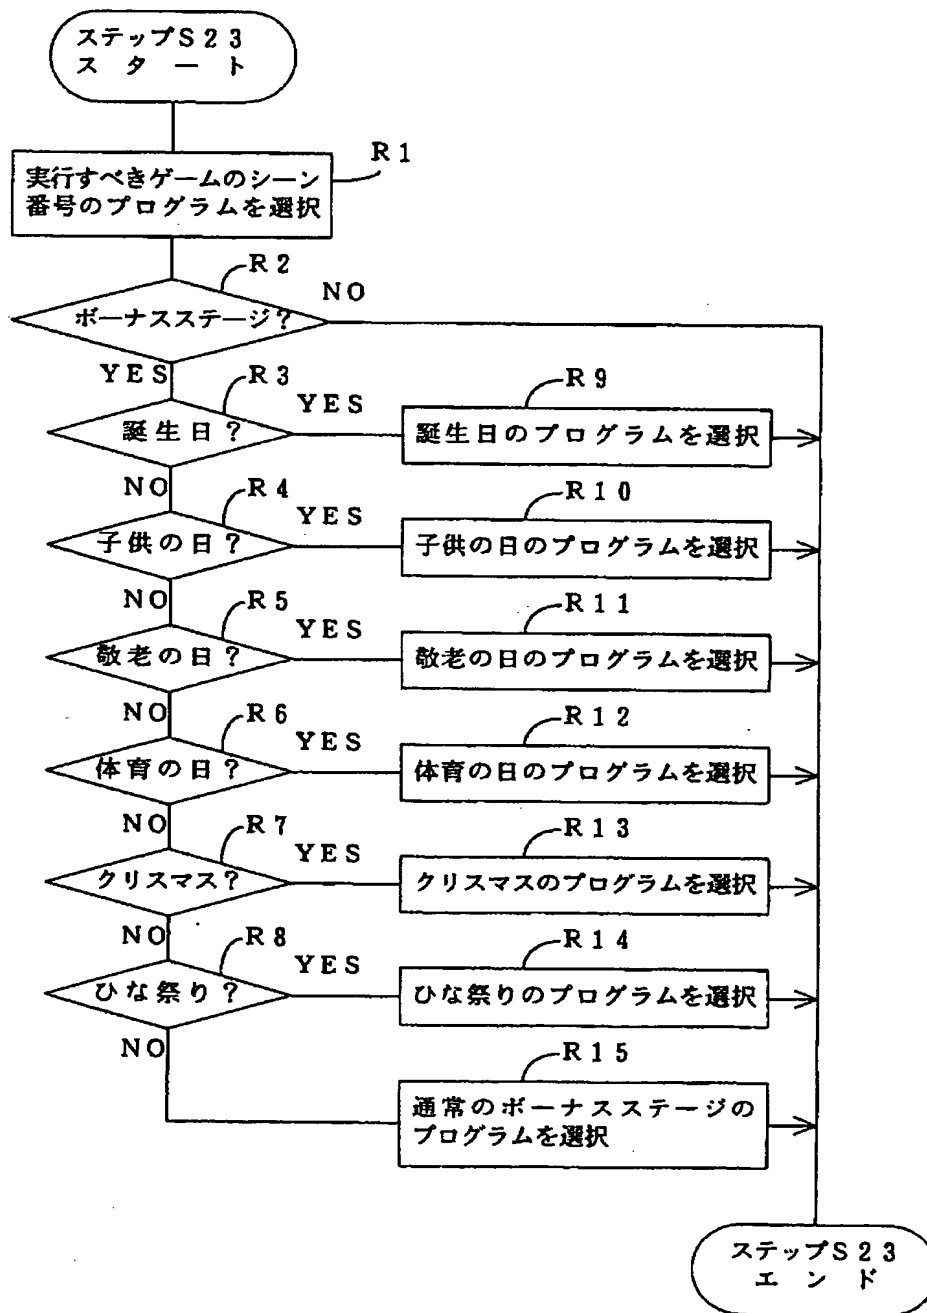 ステップS23
スタート
R1
実行すべきゲームのシーン
番号のプログラムを選択
R2
NO
ボーナスステージ?
YES
R3
YES
R9
誕生日?
誕生日のプログラムを選択
NO
R4
YES
R10
子供の日?
子供の日のプログラムを選択
NO
R5
YES
R11
敬老の日?
敬老の日のプログラムを選択
NO
R6
YES
R12
体育の日?
体育の日のプログラムを選択
NO
R7
YES
R13
クリスマス?
クリスマスのプログラムを選択
NO
R8
YES
R14
ひな祭り?
ひな祭りのプログラムを選択
NO
R15
通常のボーナスステージの
プログラムを選択
ステップS23
エンド